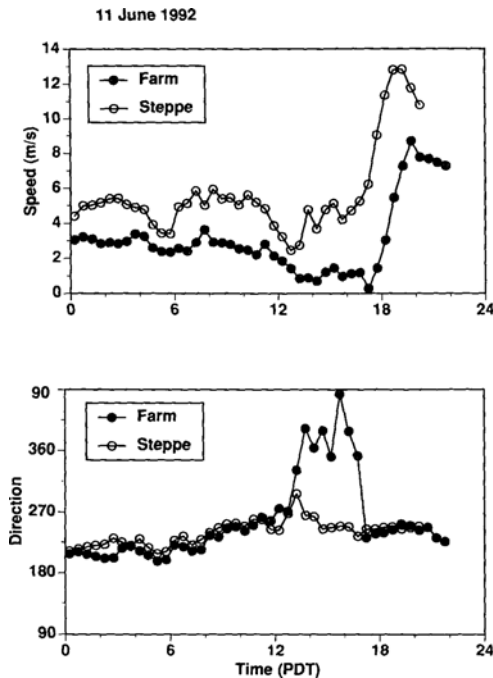 11 June 1992
14
12
10
8
6
4
2
0
Speed (m/s)
Farm
Steppe
0 6 12 18 24
90
360
270
180
90
Direction
Farm
Steppe
0 6 12 18 24
Time (PDT)